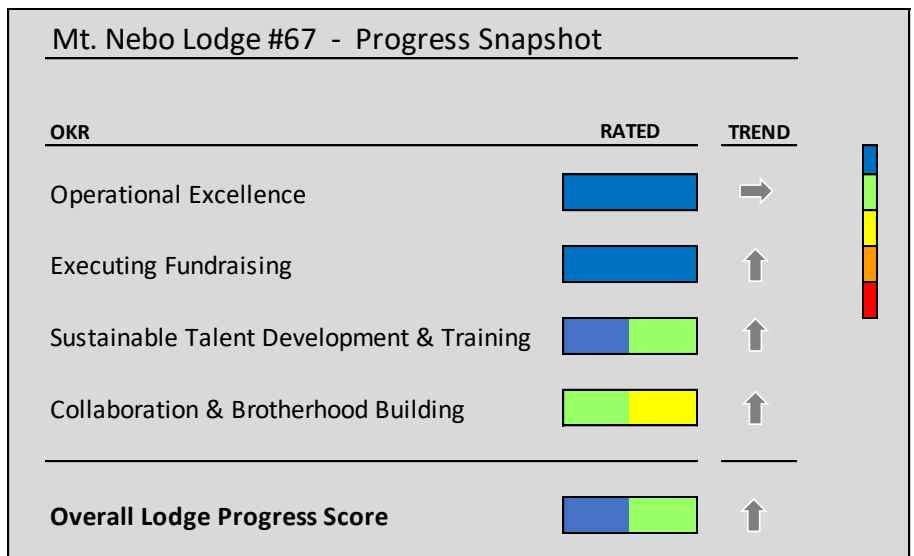 Mt. Nebo Lodge #67 - Progress Snapshot
OKR RATED TREND
Operational Excellence
Executing Fundraising
Sustainable Talent Development & Training
Collaboration & Brotherhood Building
Overall Lodge Progress Score